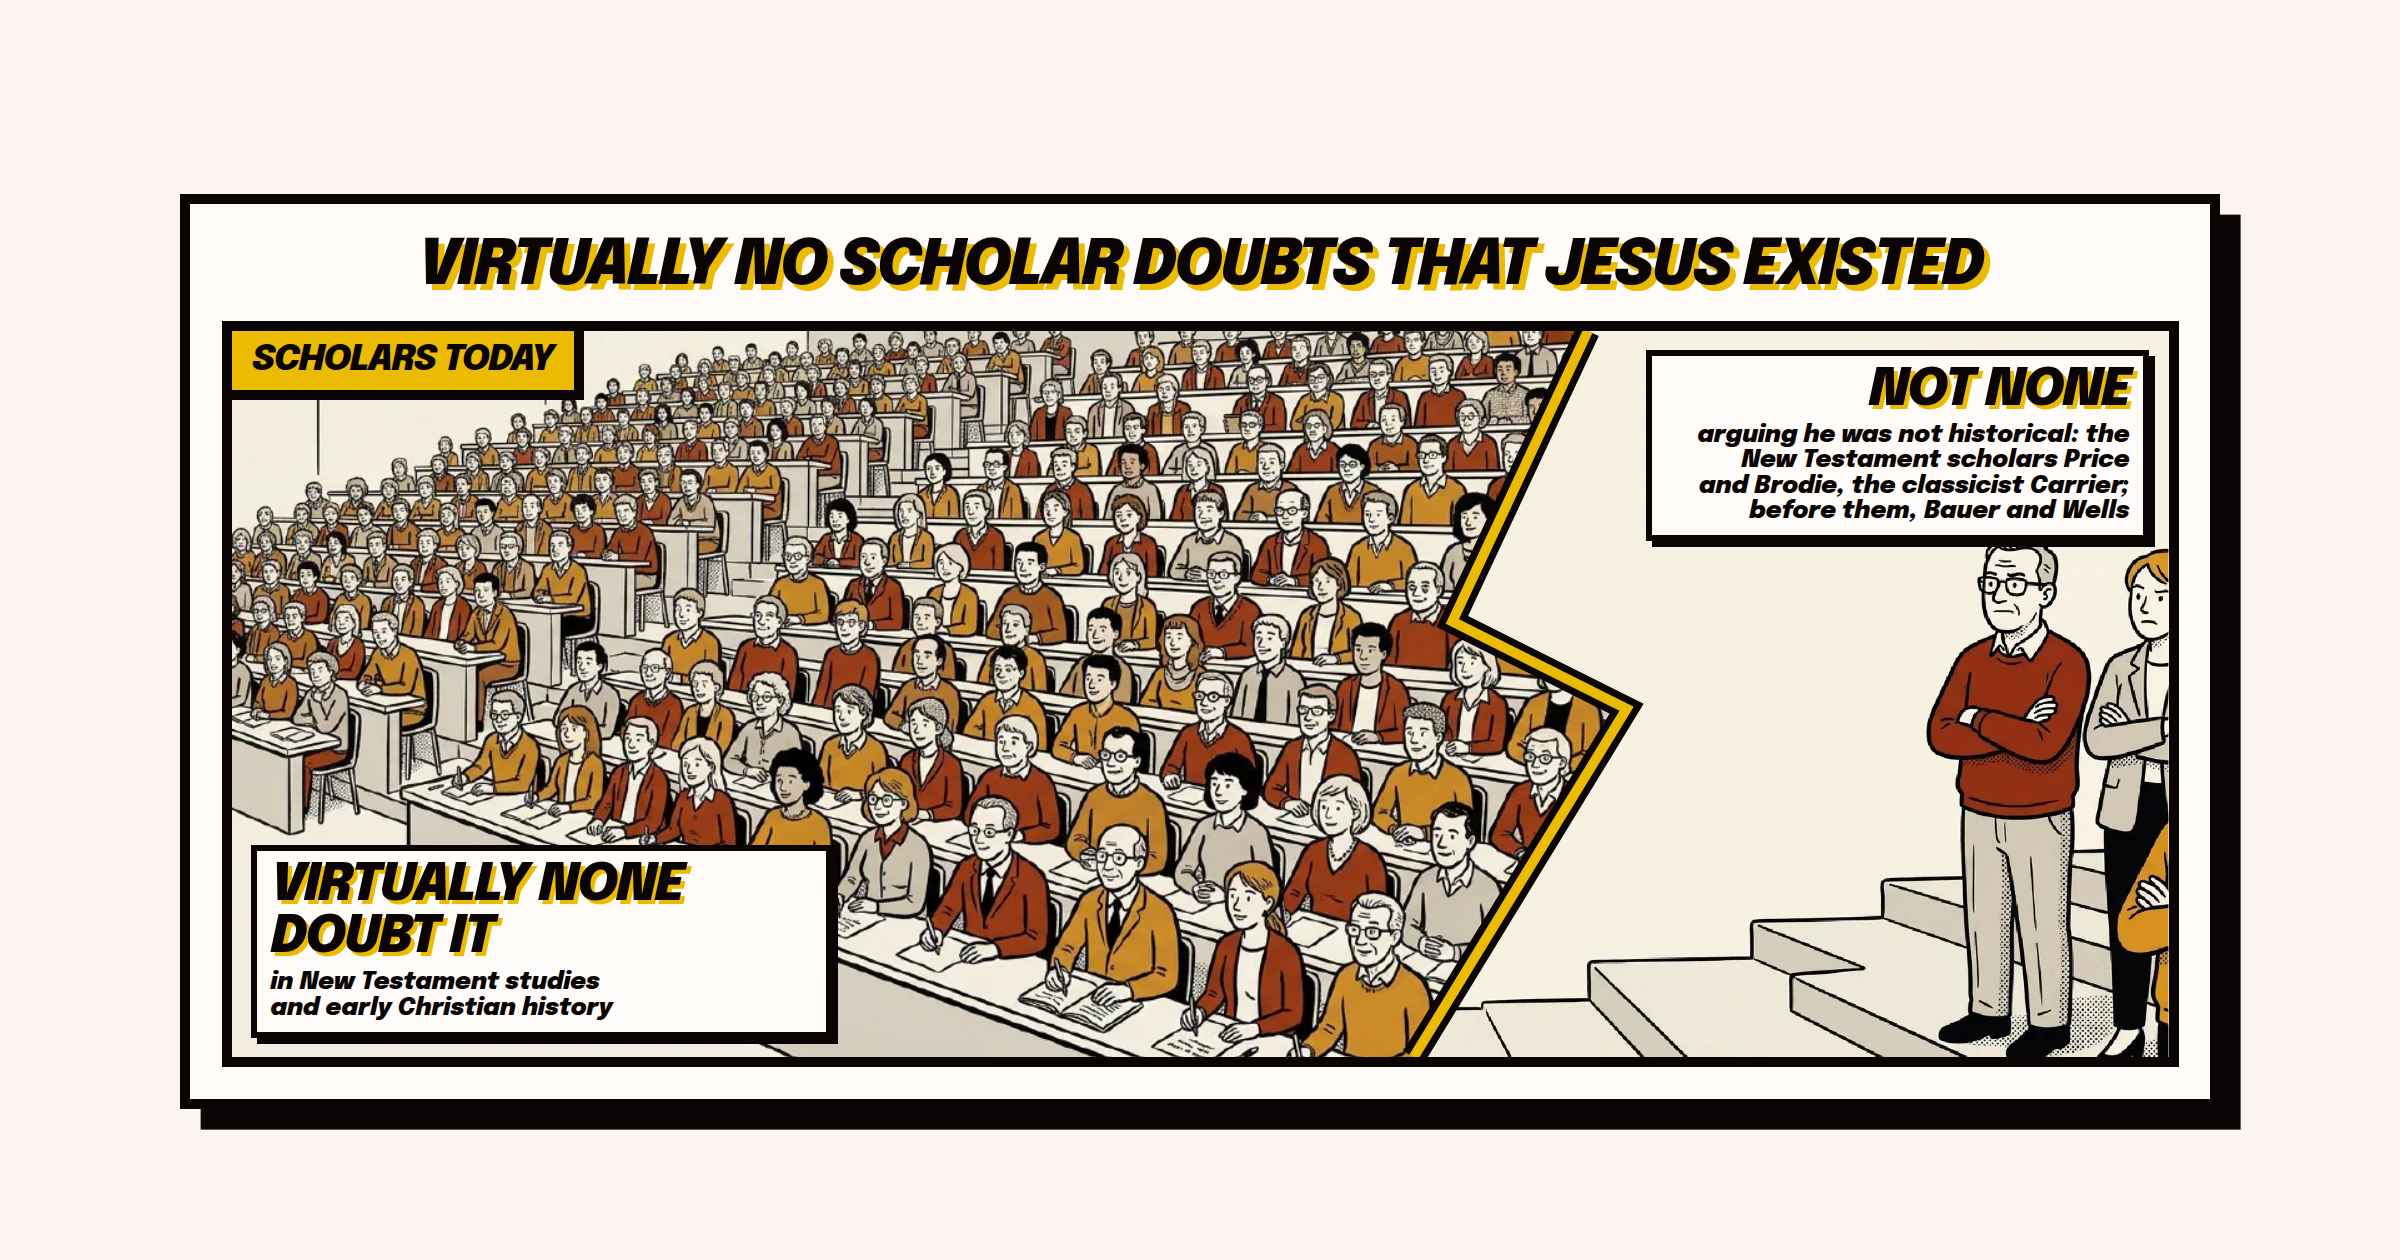 VIRTUALLY NO SCHOLAR DOUBTS THAT JESUS EXISTED
SCHOLARS TODAY
NOT NONE
arguing he was not historical: the
New Testament scholars Price
and Brodie, the classicist Carrier;
before them, Bauer and Wells
VIRTUALLY NONE
DOUBT IT
in New Testament studies
and early Christian history